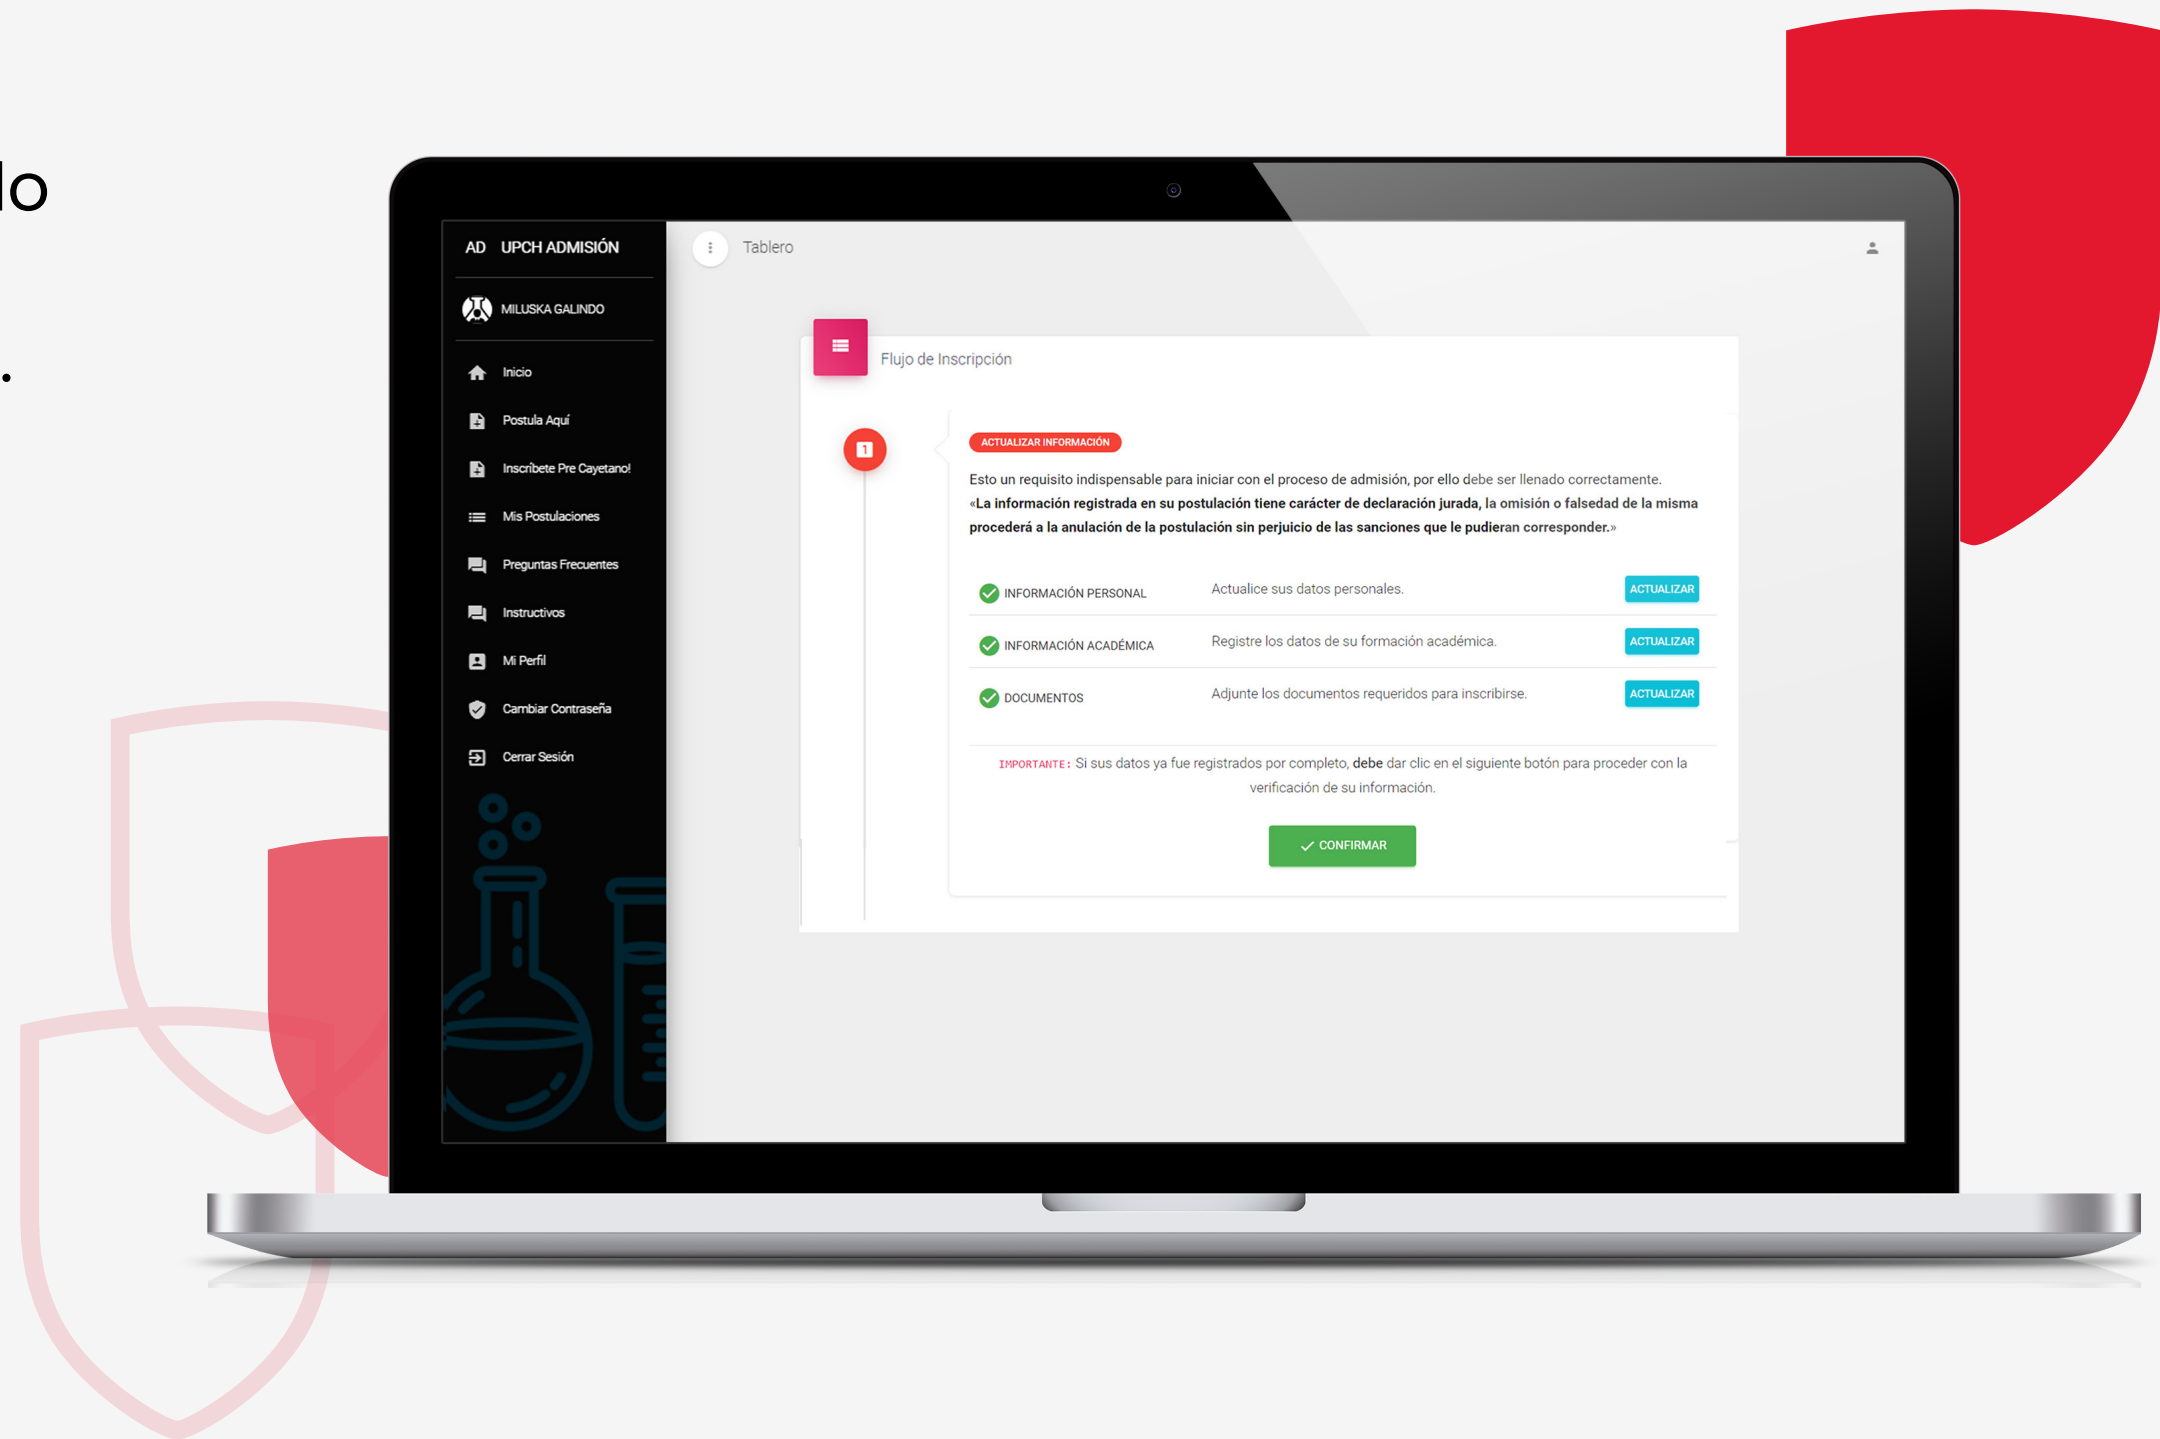 lo
.
AD UPCH ADMISIÓN
MILUSKA GALINDO
Inicio
Postula Aquí
Inscríbete Pre Cayetano!
Mis Postulaciones
Preguntas Frecuentes
Instructivos
Mi Perfil
Cambiar Contraseña
Cerrar Sesión
Tablero
Flujo de Inscripción
1
ACTUALIZAR INFORMACIÓN
Esto un requisito indispensable para iniciar con el proceso de admisión, por ello debe ser llenado correctamente.
«La información registrada en su postulación tiene carácter de declaración jurada, la omisión o falsedad de la misma
procederá a la anulación de la postulación sin perjuicio de las sanciones que le pudieran corresponder.»
INFORMACIÓN PERSONAL Actualice sus datos personales. ACTUALIZAR
INFORMACIÓN ACADÉMICA Registre los datos de su formación académica. ACTUALIZAR
DOCUMENTOS Adjunte los documentos requeridos para inscribirse. ACTUALIZAR
IMPORTANTE: Si sus datos ya fue registrados por completo, debe dar clic en el siguiente botón para proceder con la
verificación de su información.
CONFIRMAR